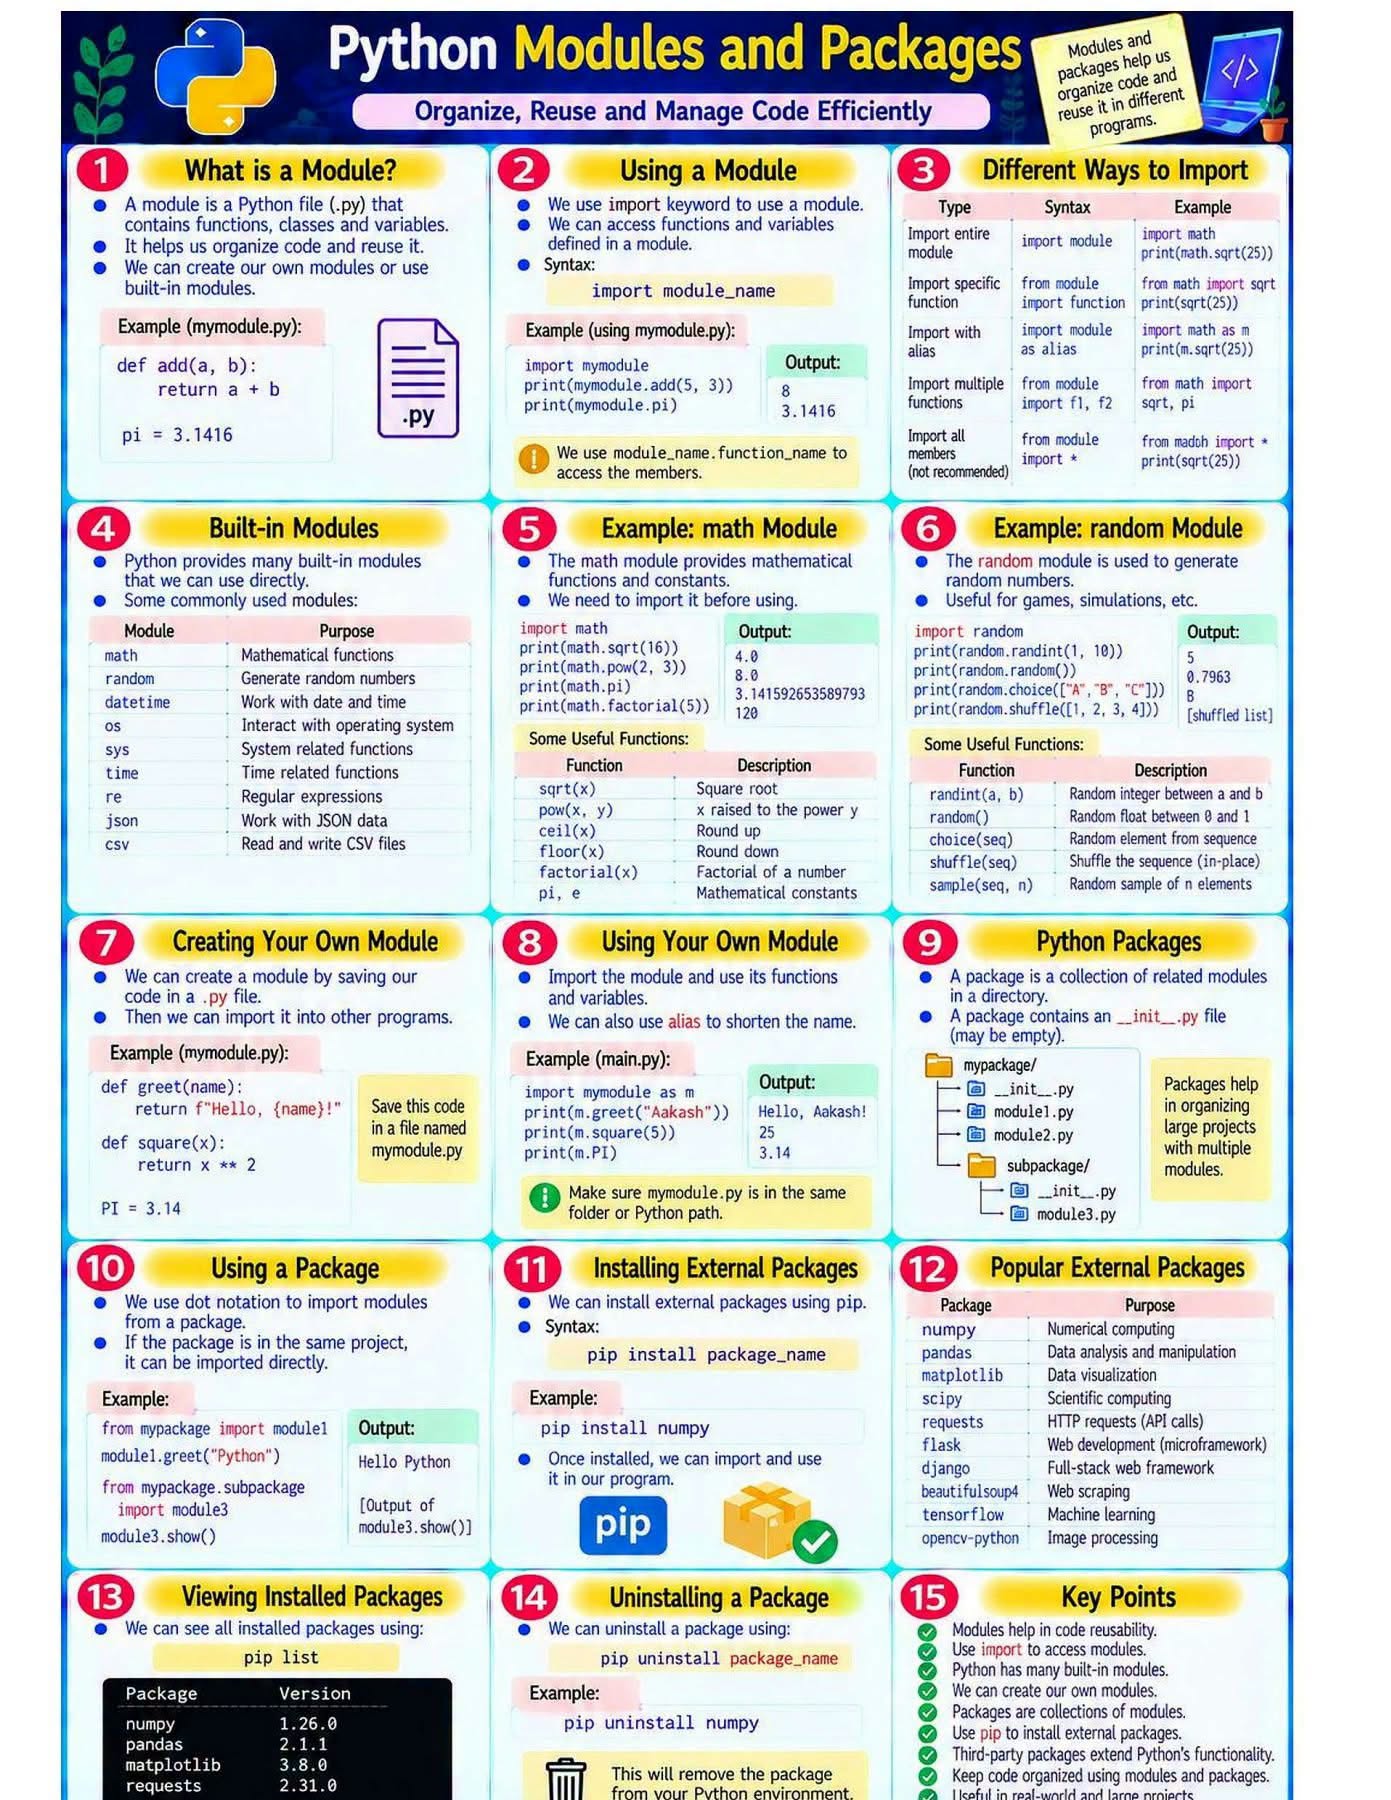 Python Modules and Packages
Organize, Reuse and Manage Code Efficiently
Modules and
packages help us
organize code and
reuse it in different
programs.
</>
1 What is a Module?
A module is a Python file (.py) that
contains functions, classes and variables.
It helps us organize code and reuse it.
We can create our own modules or use
built-in modules.
Example (mymodule.py):
def add(a, b):
return a + b
pi = 3.1416
.py
2 Using a Module
We use import keyword to use a module.
We can access functions and variables
defined in a module.
Syntax:
import module_name
Example (using mymodule.py):
import mymodule
print(mymodule.add(5, 3))
print(mymodule.pi)
Output:
8
3.1416
We use module_name.function_name to
access the members.
3 Different Ways to Import
Type Syntax Example
Import entire
module
import module
import math
print(math.sqrt(25))
Import specific
function
from module
import function
from math import sqrt
print(sqrt(25))
Import with
alias
import module
as alias
import math as m
print(m.sqrt(25))
Import multiple
functions
from module
import f1, f2
from math import
sqrt, pi
Import all
members
(not recommended)
from module
import *
from madoh import *
print(sqrt(25))
4 Built-in Modules
Python provides many built-in modules
that we can use directly.
Some commonly used modules:
Module Purpose
math Mathematical functions
random Generate random numbers
datetime Work with date and time
os Interact with operating system
sys System related functions
time Time related functions
re Regular expressions
json Work with JSON data
csv Read and write CSV files
5 Example: math Module
The math module provides mathematical
functions and constants.
We need to import it before using.
import math
print(math.sqrt(16))
print(math.pow(2, 3))
print(math.pi)
print(math.factorial(5))
Output:
4.0
8.0
3.141592653589793
120
Some Useful Functions:
Function Description
sqrt(x) Square root
pow(x, y) x raised to the power y
ceil(x) Round up
floor(x) Round down
factorial(x) Factorial of a number
pi, e Mathematical constants
6 Example: random Module
The random module is used to generate
random numbers.
Useful for games, simulations, etc.
import random
print(random.randint(1, 10))
print(random.random())
print(random.choice(["A", "B", "C"]))
print(random.shuffle([1, 2, 3, 4]))
Output:
5
0.7963
B
[shuffled list]
Some Useful Functions:
Function Description
randint(a, b) Random integer between a and b
random() Random float between 0 and 1
choice(seq) Random element from sequence
shuffle(seq) Shuffle the sequence (in-place)
sample(seq, n) Random sample of n elements
7 Creating Your Own Module
We can create a module by saving our
code in a .py file.
Then we can import it into other programs.
Example (mymodule.py):
def greet(name):
return f"Hello, {name}!"
def square(x):
return x ** 2
PI = 3.14
Save this code
in a file named
mymodule.py
8 Using Your Own Module
Import the module and use its functions
and variables.
We can also use alias to shorten the name.
Example (main.py):
import mymodule as m
print(m.greet("Aakash"))
print(m.square(5))
print(m.PI)
Output:
Hello, Aakash!
25
3.14
Make sure mymodule.py is in the same
folder or Python path.
9 Python Packages
A package is a collection of related modules
in a directory.
A package contains an __init__.py file
(may be empty).
mypackage/
__init__.py
module1.py
module2.py
subpackage/
__init__.py
module3.py
Packages help
in organizing
large projects
with multiple
modules.
10 Using a Package
We use dot notation to import modules
from a package.
If the package is in the same project,
it can be imported directly.
Example:
from mypackage import module1
module1.greet("Python")
from mypackage.subpackage
import module3
module3.show()
Output:
Hello Python
[Output of
module3.show()]
11 Installing External Packages
We can install external packages using pip.
Syntax:
pip install package_name
Example:
pip install numpy
Once installed, we can import and use
it in our program.
pip
12 Popular External Packages
Package Purpose
numpy Numerical computing
pandas Data analysis and manipulation
matplotlib Data visualization
scipy Scientific computing
requests HTTP requests (API calls)
flask Web development (microframework)
django Full-stack web framework
beautifulsoup4 Web scraping
tensorflow Machine learning
opencv-python Image processing
13 Viewing Installed Packages
We can see all installed packages using:
pip list
Package Version
numpy 1.26.0
pandas 2.1.1
matplotlib 3.8.0
requests 2.31.0
14 Uninstalling a Package
We can uninstall a package using:
pip uninstall package_name
Example:
pip uninstall numpy
This will remove the package
from your Python environment.
15 Key Points
Modules help in code reusability.
Use import to access modules.
Python has many built-in modules.
We can create our own modules.
Packages are collections of modules.
Use pip to install external packages.
Third-party packages extend Python's functionality.
Keep code organized using modules and packages.
Useful in real-world and large projects